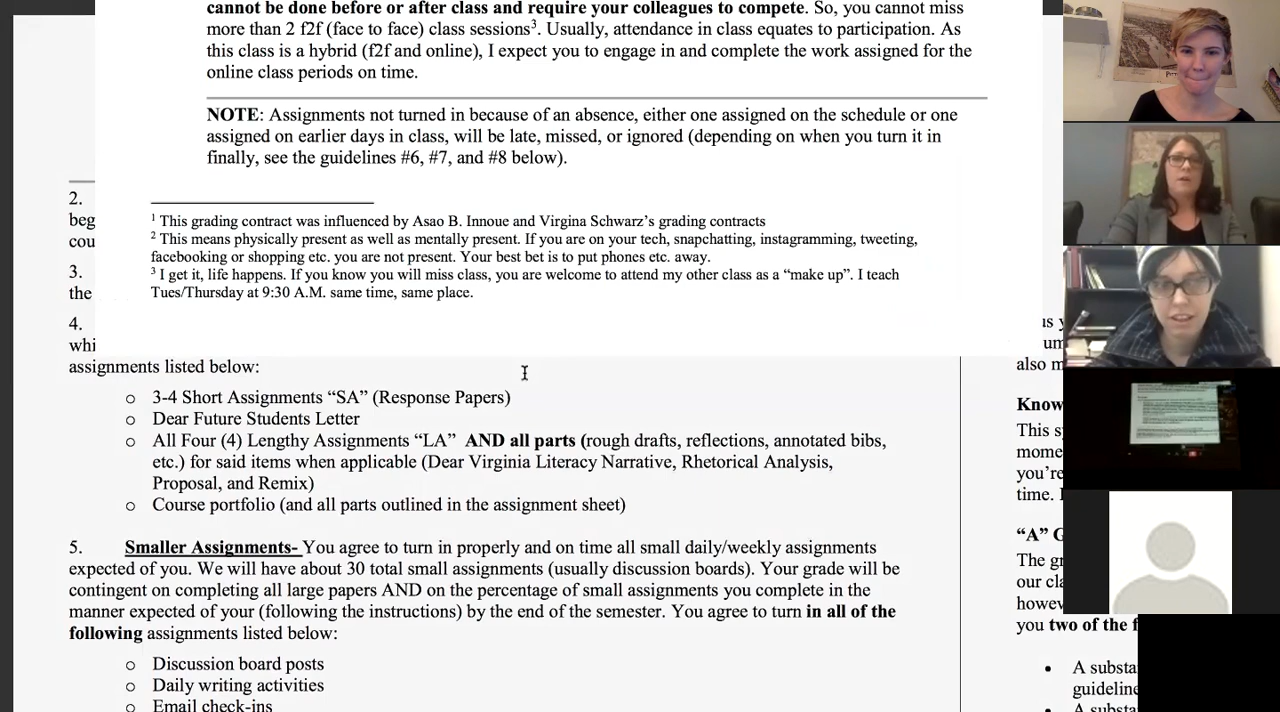 cannot be done before or after class and require your colleagues to compete. So, you cannot miss
more than 2 f2f (face to face) class sessions3. Usually, attendance in class equates to participation. As
this class is a hybrid (f2f and online), I expect you to engage in and complete the work assigned for the
online class periods on time.
NOTE: Assignments not turned in because of an absence, either one assigned on the schedule or one
assigned on earlier days in class, will be late, missed, or ignored (depending on when you turn it in
finally, see the guidelines #6, #7, and #8 below).
1 This grading contract was influenced by Asao B. Innoue and Virgina Schwarz's grading contracts
2 This means physically present as well as mentally present. If you are on your tech, snapchatting, instagramming, tweeting,
facebooking or shopping etc. you are not present. Your best bet is to put phones etc. away.
3 I get it, life happens. If you know you will miss class, you are welcome to attend my other class as a “make up”. I teach
Tues/Thursday at 9:30 A.M. same time, same place.
2.
beg
cou
3.
the
4.
whi
assignments listed below:
o 3-4 Short Assignments “SA” (Response Papers)
o Dear Future Students Letter
o All Four (4) Lengthy Assignments “LA” AND all parts (rough drafts, reflections, annotated bibs,
etc.) for said items when applicable (Dear Virginia Literacy Narrative, Rhetorical Analysis,
Proposal, and Remix)
o Course portfolio (and all parts outlined in the assignment sheet)
5. Smaller Assignments- You agree to turn in properly and on time all small daily/weekly assignments
expected of you. We will have about 30 total small assignments (usually discussion boards). Your grade will be
contingent on completing all large papers AND on the percentage of small assignments you complete in the
manner expected of your (following the instructions) by the end of the semester. You agree to turn in all of the
following assignments listed below:
o Discussion board posts
o Daily writing activities
o Email check-ins
us y
um
also m
Know
This s
mome
you're
time. I
“A” G
The gr
our cla
howev
you two of the f
• A substa
guideline
• A substa